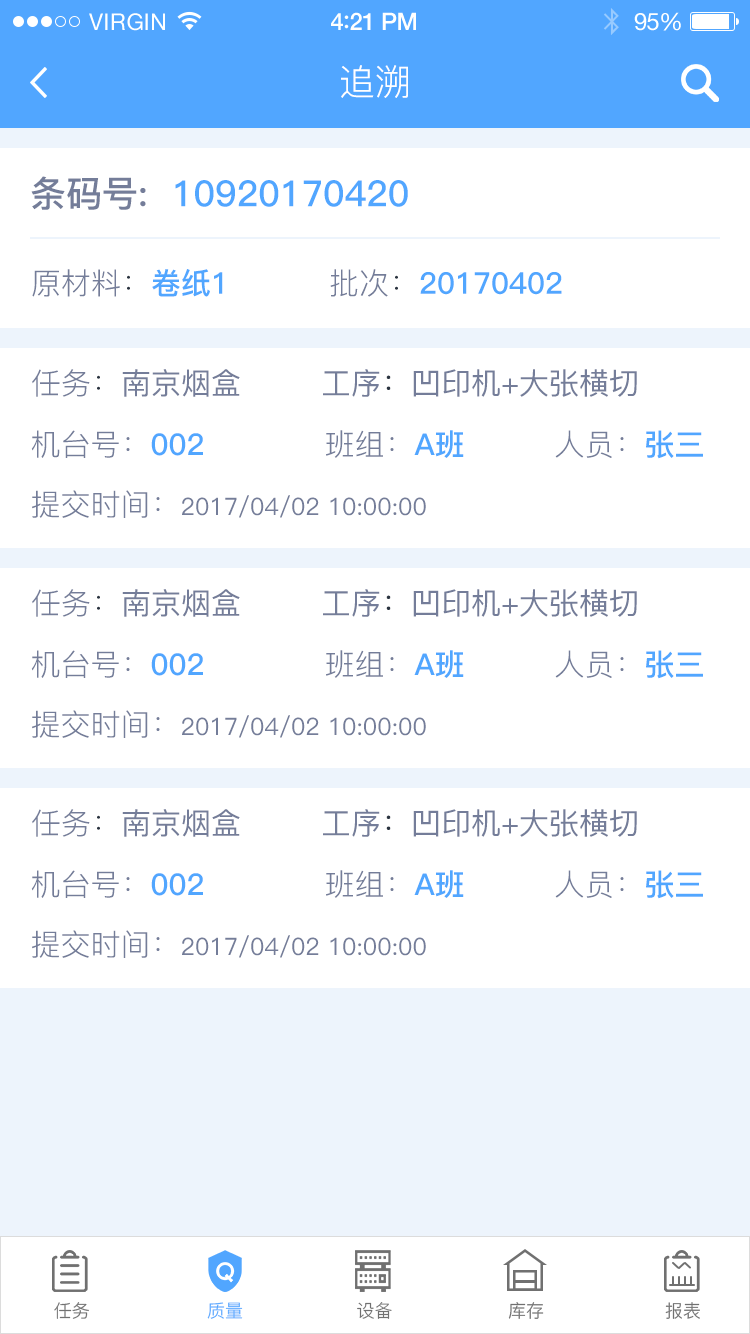 VIRGIN 4:21 PM 95%
追溯
条码号: 10920170420
原材料: 卷纸1 批次: 20170402
任务: 南京烟盒 工序: 凹印机+大张横切
机台号: 002 班组: A班 人员: 张三
提交时间: 2017/04/02 10:00:00
任务: 南京烟盒 工序: 凹印机+大张横切
机台号: 002 班组: A班 人员: 张三
提交时间: 2017/04/02 10:00:00
任务: 南京烟盒 工序: 凹印机+大张横切
机台号: 002 班组: A班 人员: 张三
提交时间: 2017/04/02 10:00:00
任务 质量 设备 库存 报表